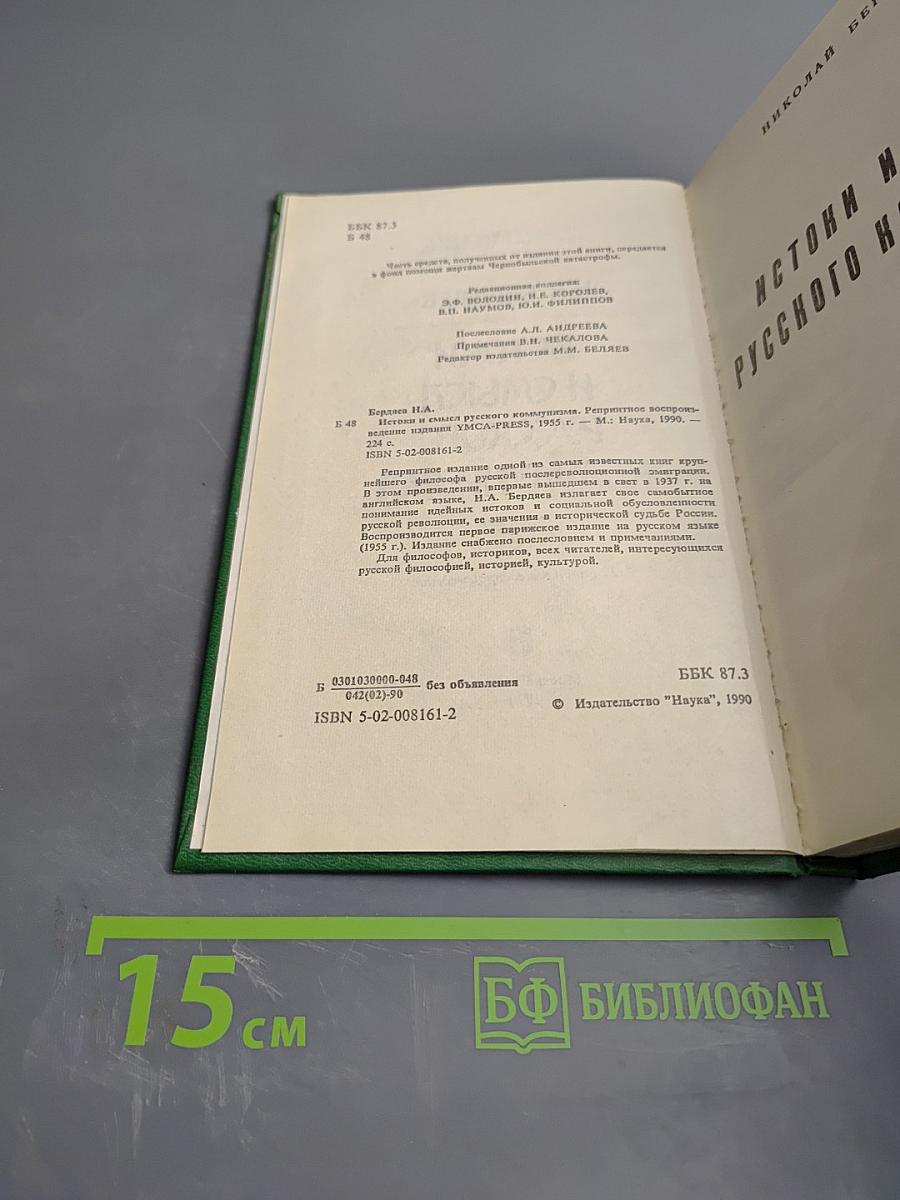 ББК 87.3
Б 48
Часть средств, полученных от издания этой книги, передается
в фонд помощи жертвам Чернобыльской катастрофы.
Редакционная коллегия:
Э.Ф. ВОЛОДИН, Н.Е. КОРОЛЕВ,
В.П. НАУМОВ, Ю.И. ФИЛИППОВ
Послесловие А.Л. АНДРЕЕВА
Примечания В.Н. ЧЕКАЛОВА
Редактор издательства М.М. БЕЛЯЕВ
Бердяев Н.А.
Б 48 Истоки и смысл русского коммунизма. Репринтное воспроиз-
ведение издания YMCA-PRESS, 1955 г. — М.: Наука, 1990. —
224 с.
ISBN 5-02-008161-2
Репринтное издание одной из самых известных книг круп-
нейшего философа русской послереволюционной эмиграции.
В этом произведении, впервые вышедшем в свет в 1937 г. на
английском языке, Н.А. Бердяев излагает свое самобытное
понимание идейных истоков и социальной обусловленности
русской революции, ее значения в исторической судьбе России.
Воспроизводится первое парижское издание на русском языке
(1955 г.). Издание снабжено послесловием и примечаниями.
Для философов, историков, всех читателей, интересующихся
русской философией, историей, культурой.
Б 0301030000-048 без объявления
042(02)-90
ISBN 5-02-008161-2
ББК 87.3
© Издательство "Наука", 1990
НИКОЛАЙ БЕ
ИСТОКИ И
РУССКОГО К
15 см
БФ БИБЛИОФАН